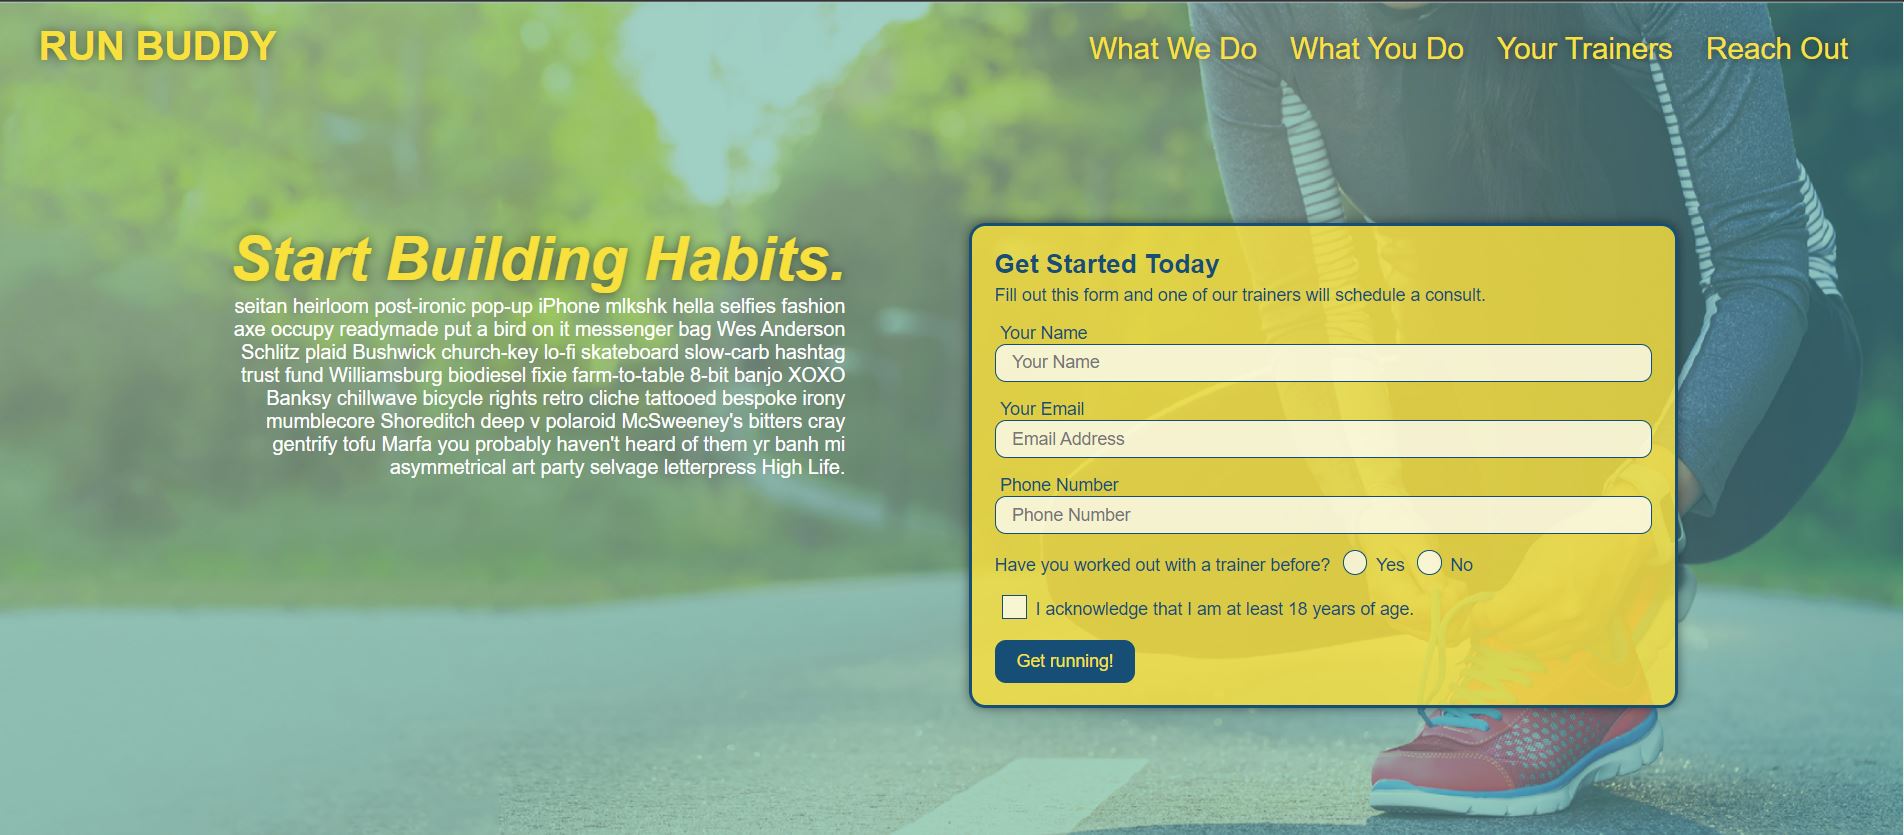 RUN BUDDY
What We Do What You Do Your Trainers Reach Out
Start Building Habits.
seitan heirloom post-ironic pop-up iPhone mlkshk hella selfies fashion
axe occupy readymade put a bird on it messenger bag Wes Anderson
Schlitz plaid Bushwick church-key lo-fi skateboard slow-carb hashtag
trust fund Williamsburg biodiesel fixie farm-to-table 8-bit banjo XOXO
Banksy chillwave bicycle rights retro cliche tattooed bespoke irony
mumblecore Shoreditch deep v polaroid McSweeney's bitters cray
gentrify tofu Marfa you probably haven't heard of them yr banh mi
asymmetrical art party selvage letterpress High Life.
Get Started Today
Fill out this form and one of our trainers will schedule a consult.
Your Name
Your Name
Your Email
Email Address
Phone Number
Phone Number
Have you worked out with a trainer before? Yes No
I acknowledge that I am at least 18 years of age.
Get running!